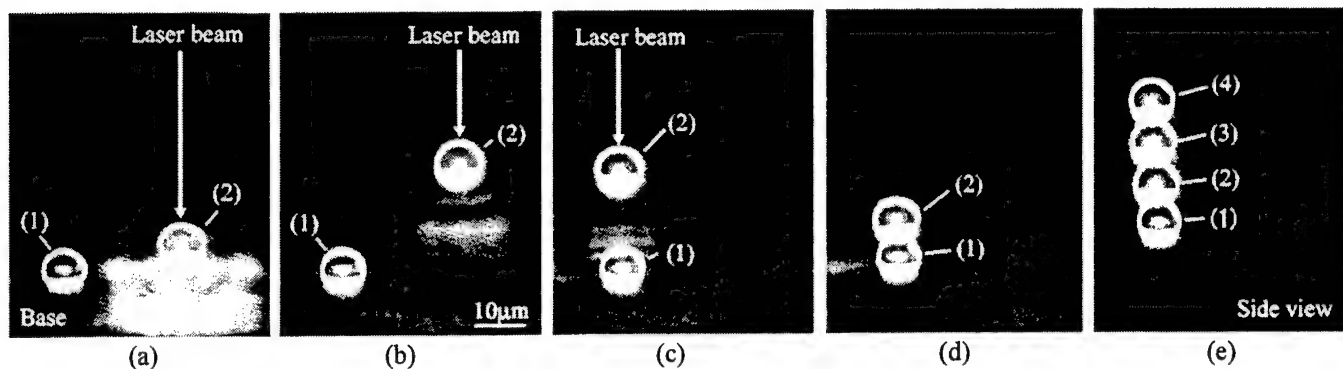 Laser beam
(1)
(2)
Base
(a)
Laser beam
(2)
(1)
10μm
(b)
Laser beam
(2)
(1)
(c)
(2)
(1)
(d)
(4)
(3)
(2)
(1)
Side view
(e)